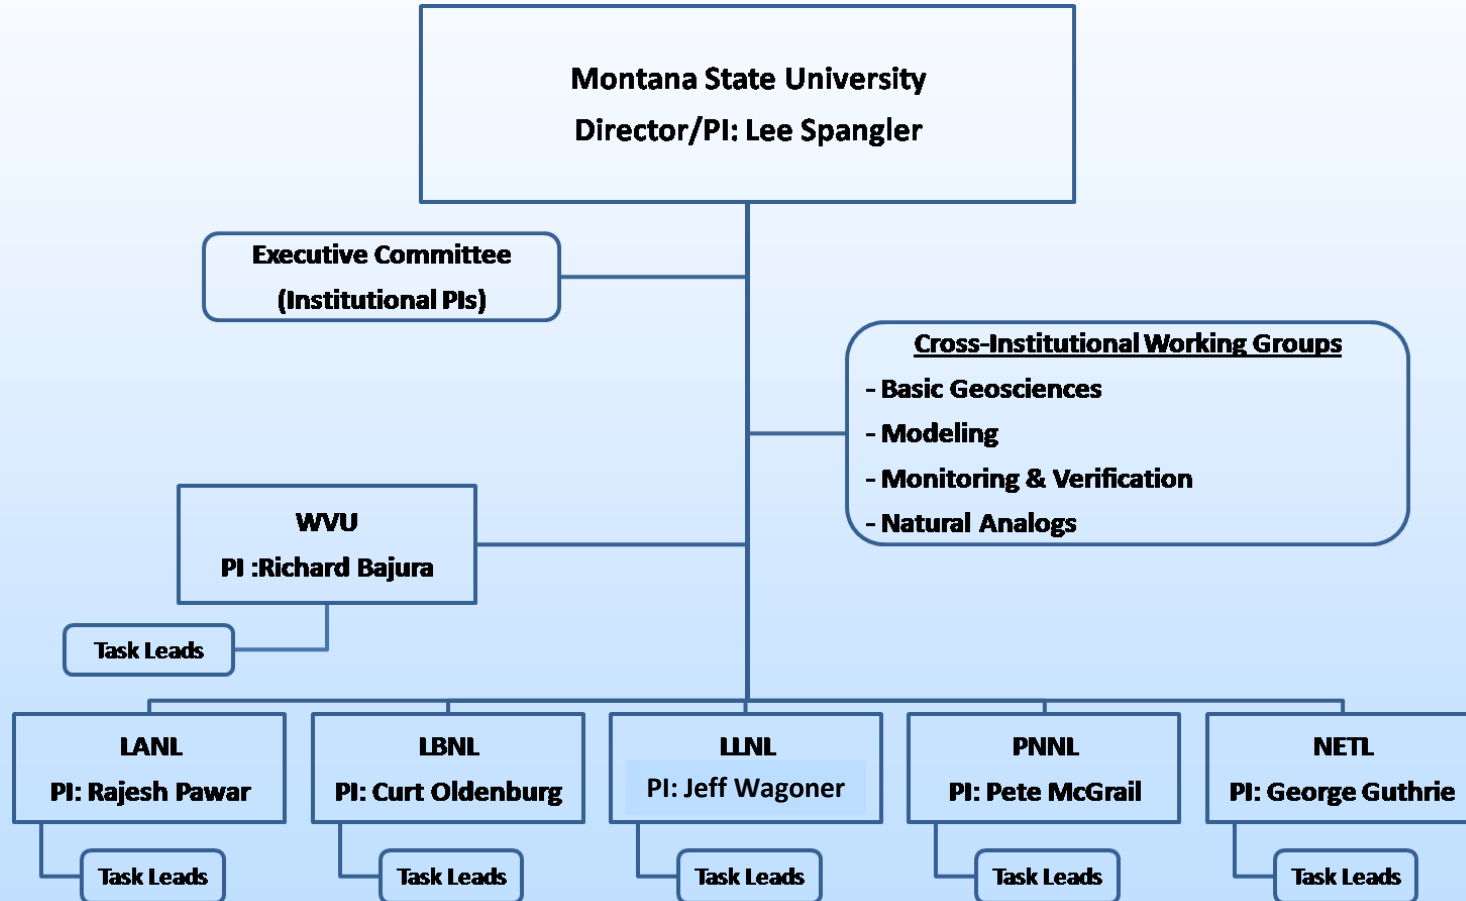 Montana State University
Director/PI: Lee Spangler
Executive Committee
(Institutional PIs)
Cross-Institutional Working Groups
- Basic Geosciences
- Modeling
- Monitoring & Verification
- Natural Analogs
WVU
PI :Richard Bajura
Task Leads
LANL
PI: Rajesh Pawar
LBNL
PI: Curt Oldenburg
LLNL
PI: Jeff Wagoner
PNNL
PI: Pete McGrail
NETL
PI: George Guthrie
Task Leads
Task Leads
Task Leads
Task Leads
Task Leads